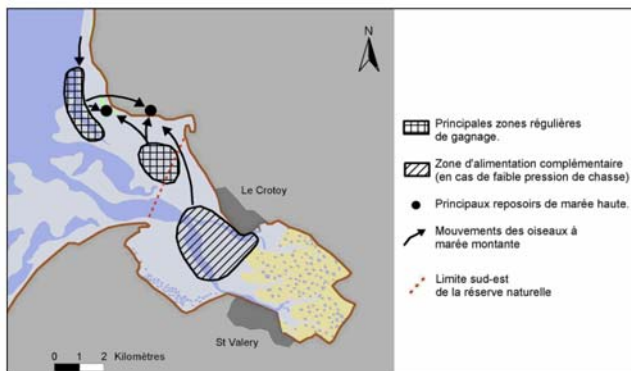 N
Le Crotoy
St Valery
0 1 2 Kilomètres
Principales zones régulières
de gagnage.
Zone d'alimentation complémentaire
(en cas de faible pression de chasse)
Principaux reposoirs de marée haute.
Mouvements des oiseaux à
marée montante
Limite sud-est
de la réserve naturelle